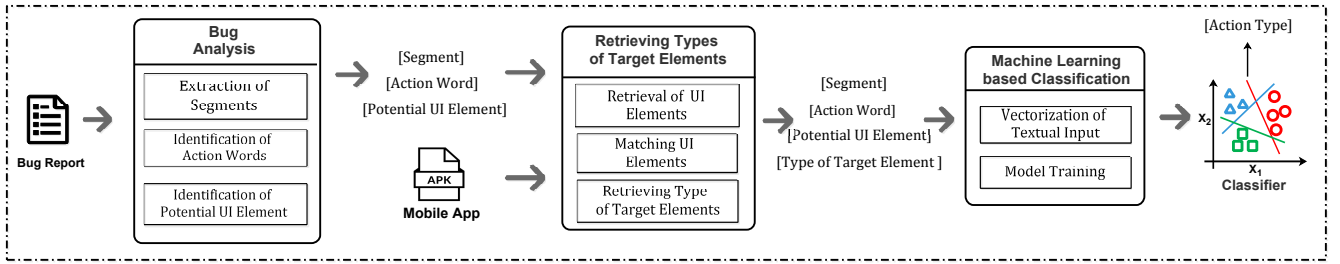 Bug Report
Bug
Analysis
Extraction of
Segments
Identification of
Action Words
Identification of
Potential UI Element
[Segment]
[Action Word]
[Potential UI Element]
APK
Mobile App
Retrieving Types
of Target Elements
Retrieval of UI
Elements
Matching UI
Elements
Retrieving Type
of Target Elements
[Segment]
[Action Word]
[Potential UI Element]
[Type of Target Element ]
Machine Learning
based Classification
Vectorization of
Textual Input
Model Training
[Action Type]
X2
X1
Classifier